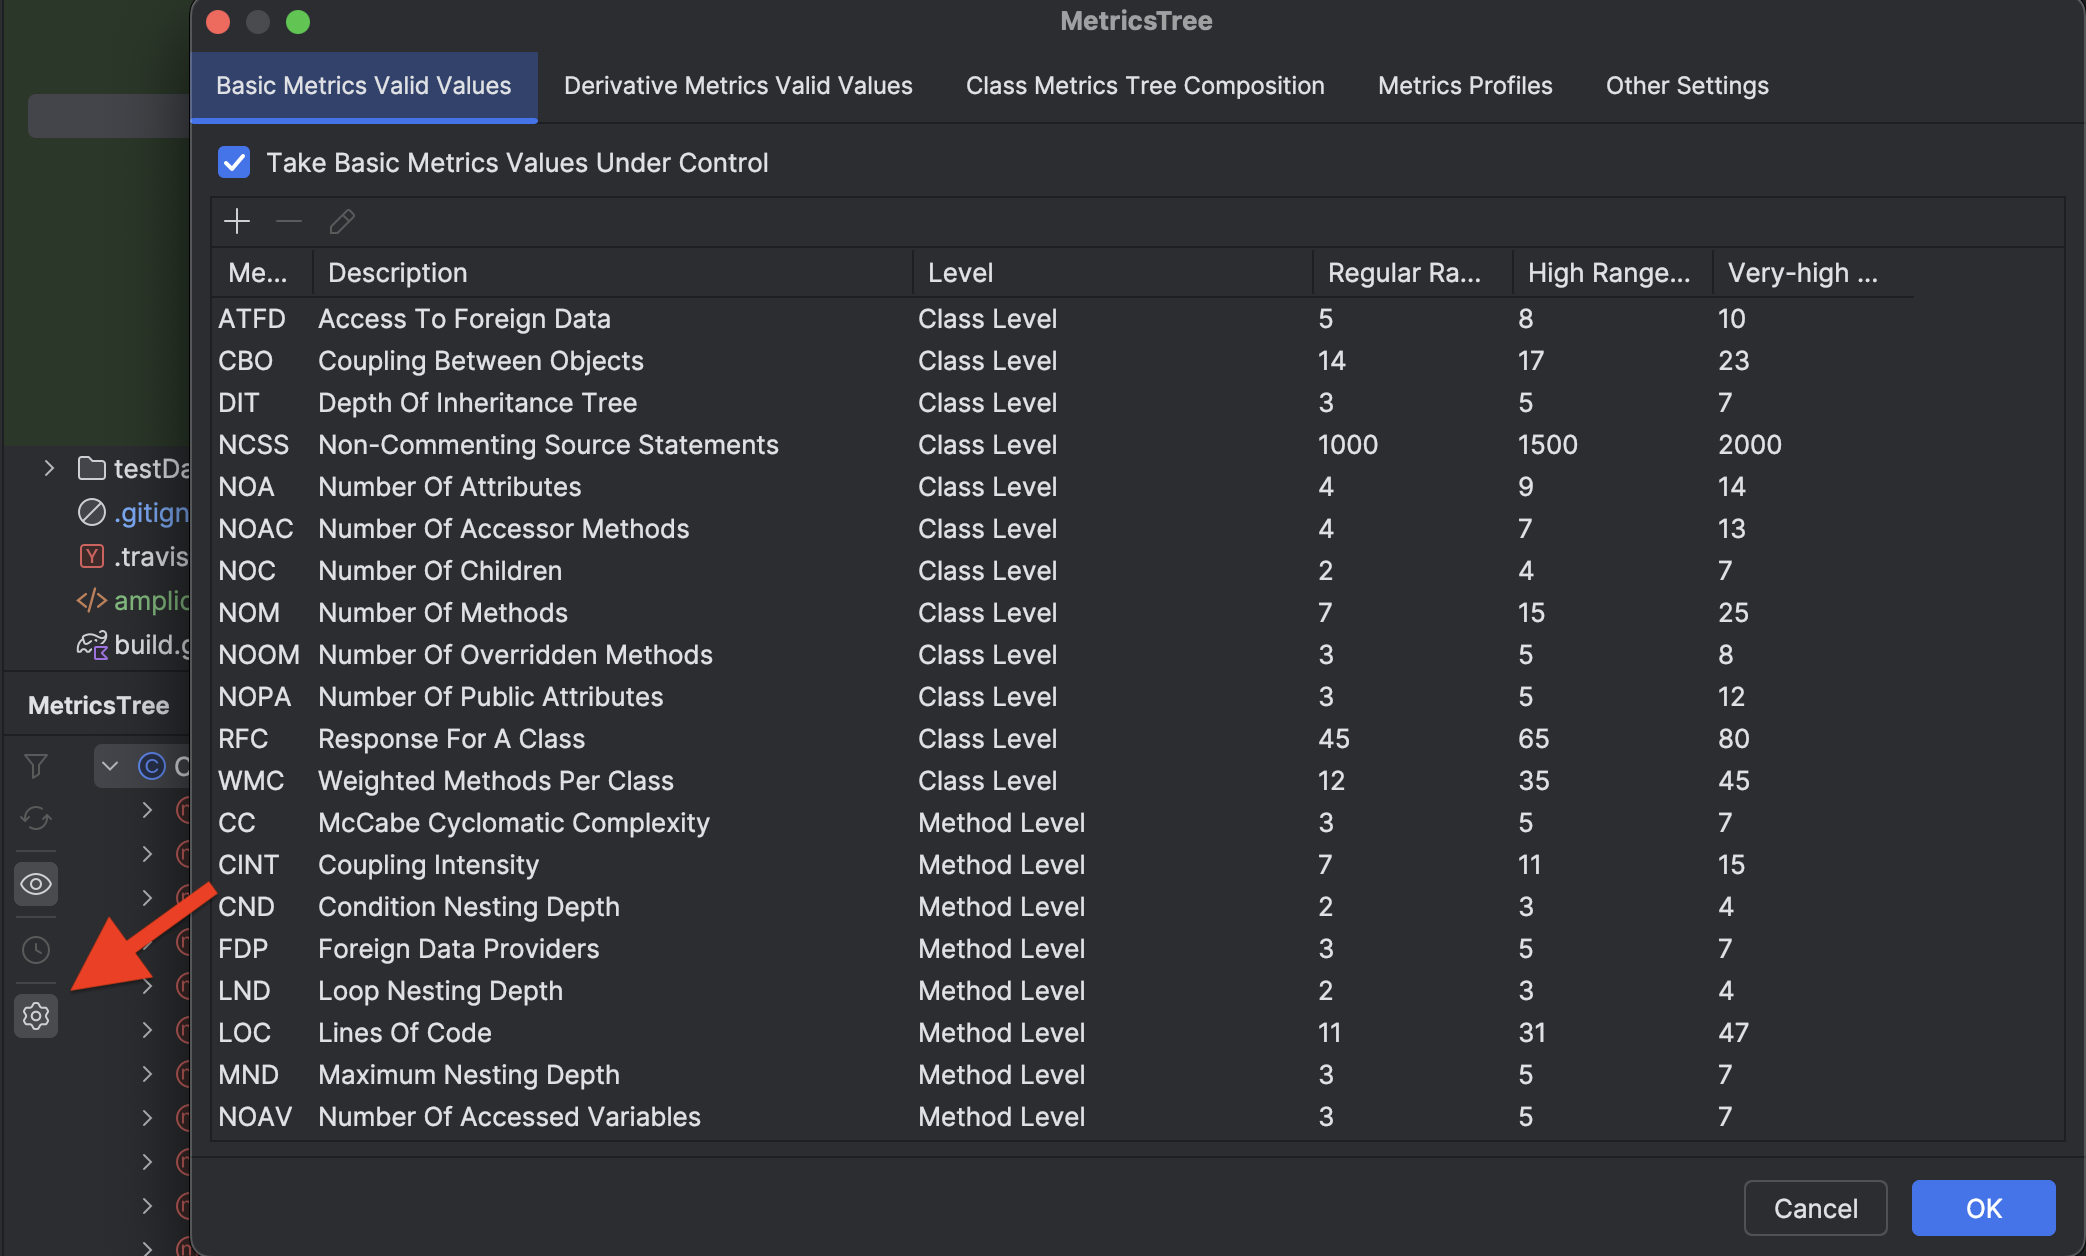 MetricsTree
Basic Metrics Valid Values Derivative Metrics Valid Values Class Metrics Tree Composition Metrics Profiles Other Settings
Take Basic Metrics Values Under Control
Me... Description Level Regular Ra... High Range... Very-high ...
ATFD Access To Foreign Data Class Level 5 8 10
CBO Coupling Between Objects Class Level 14 17 23
DIT Depth Of Inheritance Tree Class Level 3 5 7
NCSS Non-Commenting Source Statements Class Level 1000 1500 2000
NOA Number Of Attributes Class Level 4 9 14
NOAC Number Of Accessor Methods Class Level 4 7 13
NOC Number Of Children Class Level 2 4 7
NOM Number Of Methods Class Level 7 15 25
NOOM Number Of Overridden Methods Class Level 3 5 8
NOPA Number Of Public Attributes Class Level 3 5 12
RFC Response For A Class Class Level 45 65 80
WMC Weighted Methods Per Class Class Level 12 35 45
CC McCabe Cyclomatic Complexity Method Level 3 5 7
CINT Coupling Intensity Method Level 7 11 15
CND Condition Nesting Depth Method Level 2 3 4
FDP Foreign Data Providers Method Level 3 5 7
LND Loop Nesting Depth Method Level 2 3 4
LOC Lines Of Code Method Level 11 31 47
MND Maximum Nesting Depth Method Level 3 5 7
NOAV Number Of Accessed Variables Method Level 3 5 7
Cancel OK
testDa
.gitign
.travis
amplic
build.g
MetricsTree
C